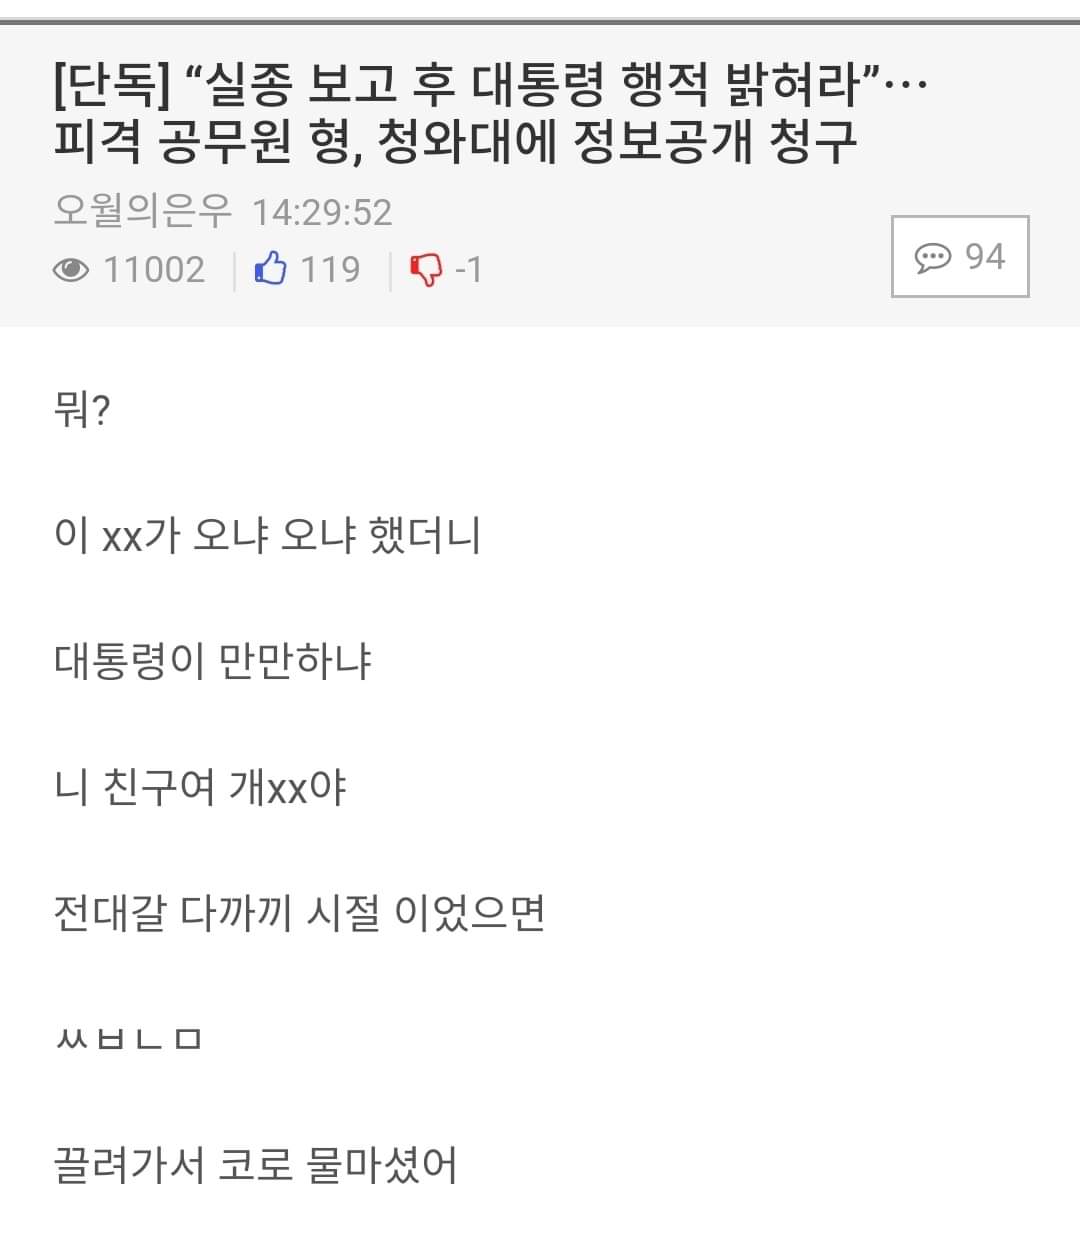 [단독] “실종 보고 후 대통령 행적 밝혀라”…
피격 공무원 형, 청와대에 정보공개 청구
오월의은우 14:29:52
11002 119 -1
94
뭐?
이 xx가 오냐 오냐 했더니
대통령이 만만하냐
니 친구여 개xx야
전대갈 다까끼 시절 이었으면
ㅆㅂㄴㅁ
끌려가서 코로 물마셨어